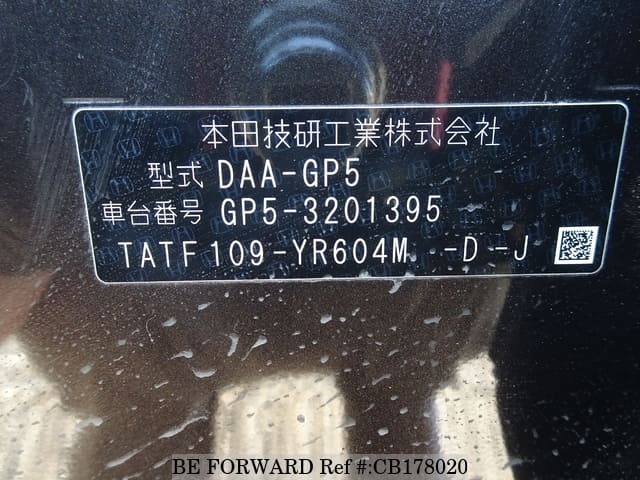 本田技研工業株式会社
型式 DAA-GP5
車台番号 GP5-3201395
TATF109-YR604M -D-J
BE FORWARD Ref #:CB178020